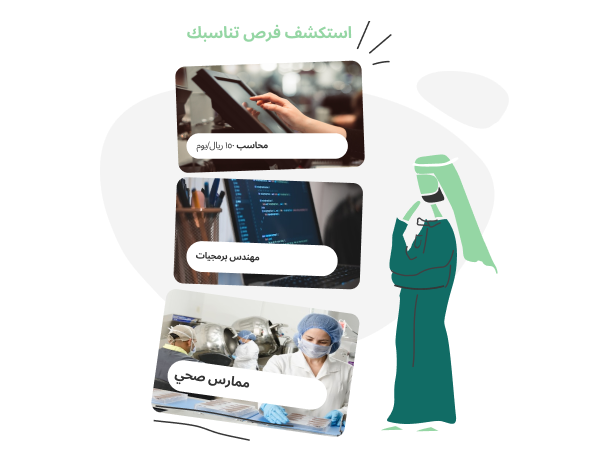 استكشف فرص تناسبك
محاسب ١٥٠ ريال/يوم
مهندس برمجيات
ممارس صحي